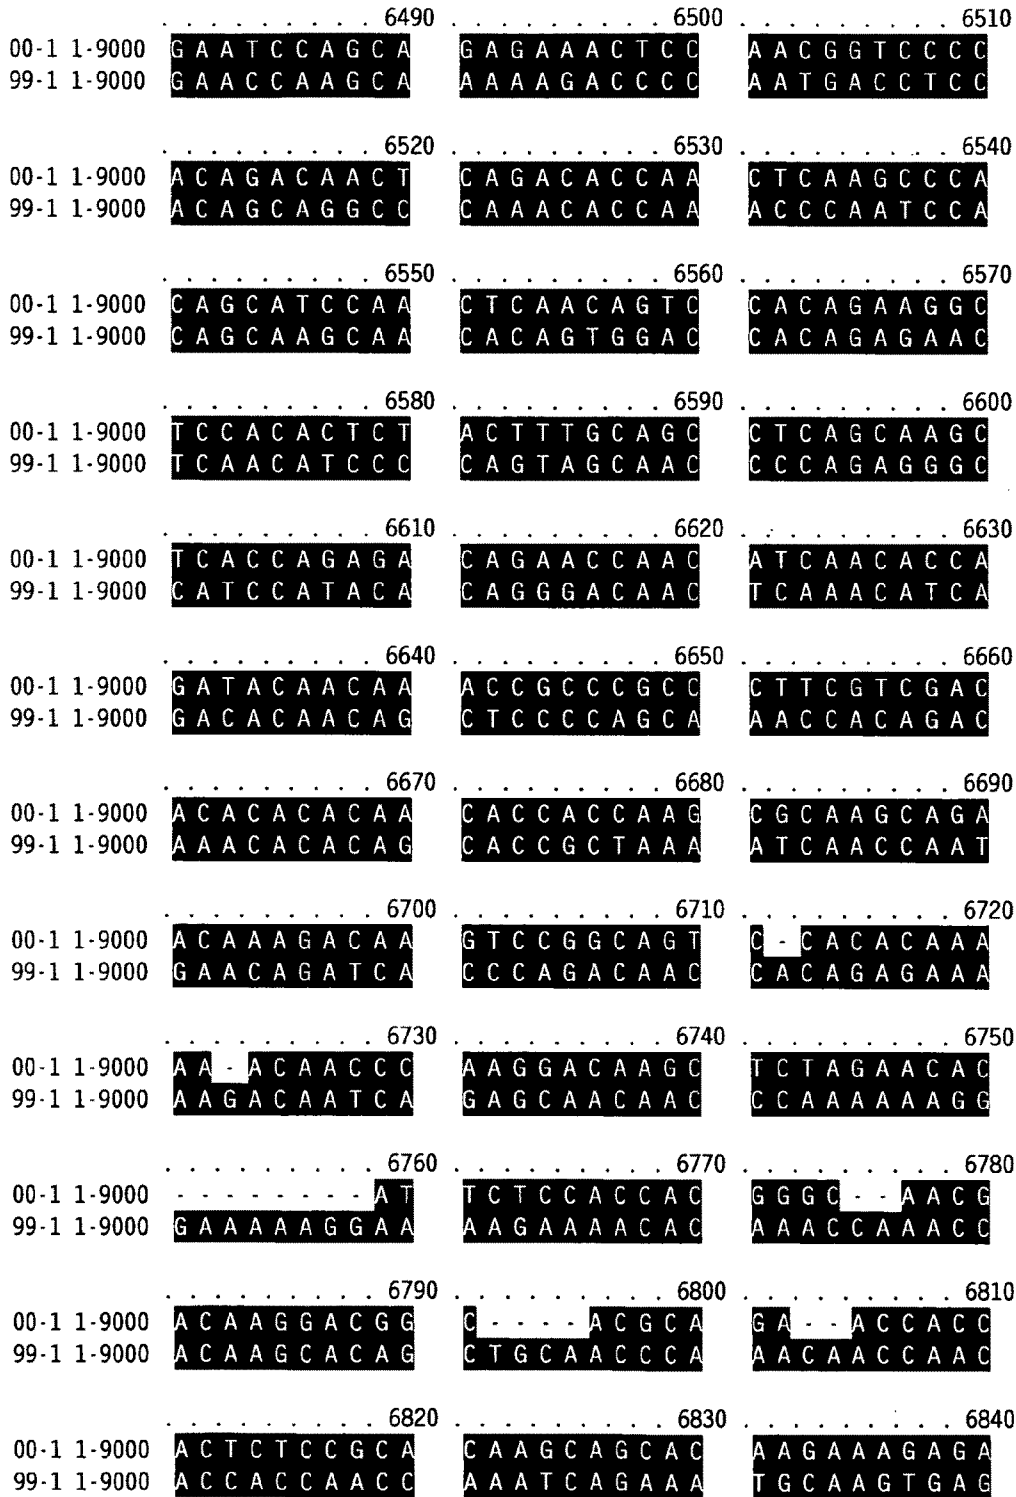 . . . . . . . . . 6490 . . . . . . . . . 6500 . . . . . . . . . 6510
00-1 1-9000 GAATCCAGCA GAGAAACTCC AACGGTCCCC
99-1 1-9000 GAACCAAGCA AAAAGACCCC AATGACCTCC
. . . . . . . . . 6520 . . . . . . . . . 6530 . . . . . . . . . 6540
00-1 1-9000 ACAGACAACT CAGACACCAA CTCAAGCCCA
99-1 1-9000 ACAGCAGGCC CAAACACCAA ACCCAATCCA
. . . . . . . . . 6550 . . . . . . . . . 6560 . . . . . . . . . 6570
00-1 1-9000 CAGCATCCAA CTCAACAGTC CACAGAAGGC
99-1 1-9000 CAGCAAGCAA CACAGTGGAC CACAGAGAAC
. . . . . . . . . 6580 . . . . . . . . . 6590 . . . . . . . . . 6600
00-1 1-9000 TCCACACTCT ACTTTGCAGC CTCAGCAAGC
99-1 1-9000 TCAACATCCC CAGTAGCAAC CCCAGAGGGC
. . . . . . . . . 6610 . . . . . . . . . 6620 . . . . . . . . . 6630
00-1 1-9000 TCACCAGAGA CAGAACCAAC ATCAACACCA
99-1 1-9000 CATCCATACA CAGGGACAAC TCAAACATCA
. . . . . . . . . 6640 . . . . . . . . . 6650 . . . . . . . . . 6660
00-1 1-9000 GATACAACAA ACCGCCCGCC CTTCGTCGAC
99-1 1-9000 GACACAACAG CTCCCCAGCA AACCACAGAC
. . . . . . . . . 6670 . . . . . . . . . 6680 . . . . . . . . . 6690
00-1 1-9000 ACACACACAA CACCACCAAG CGCAAGCAGA
99-1 1-9000 AAACACACAG CACCGCTAAA ATCAACCAAT
. . . . . . . . . 6700 . . . . . . . . . 6710 . . . . . . . . . 6720
00-1 1-9000 ACAAAGACAA GTCCGGCAGT C-CACACAAA
99-1 1-9000 GAACAGATCA CCCAGACAAC CACAGAGAAA
. . . . . . . . . 6730 . . . . . . . . . 6740 . . . . . . . . . 6750
00-1 1-9000 AA-ACAACCC AAGGACAAGC TCTAGAACAC
99-1 1-9000 AAGACAATCA GAGCAACAAC CCAAAAAAGG
. . . . . . . . . 6760 . . . . . . . . . 6770 . . . . . . . . . 6780
00-1 1-9000 --------AT TCTCCACCAC GGGC--AACG
99-1 1-9000 GAAAAAGGAA AAGAAAACAC AAACCAAACC
. . . . . . . . . 6790 . . . . . . . . . 6800 . . . . . . . . . 6810
00-1 1-9000 ACAAGGACGG C----ACGCA GA--ACCACC
99-1 1-9000 ACAAGCACAG CTGCAACCCA AACAACCAAC
. . . . . . . . . 6820 . . . . . . . . . 6830 . . . . . . . . . 6840
00-1 1-9000 ACTCTCCGCA CAAGCAGCAC AAGAAAGAGA
99-1 1-9000 ACCACCAACC AAATCAGAAA TGCAAGTGAG